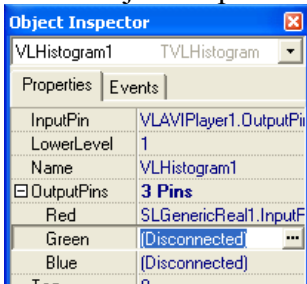 Object Inspector
VLHistogram1 TVLHistogram
Properties Events
InputPin VLAVIPlayer1.OutputPi
LowerLevel 1
Name VLHistogram1
OutputPins 3 Pins
Red SLGenericReal1.InputF
Green (Disconnected) ...
Blue (Disconnected)